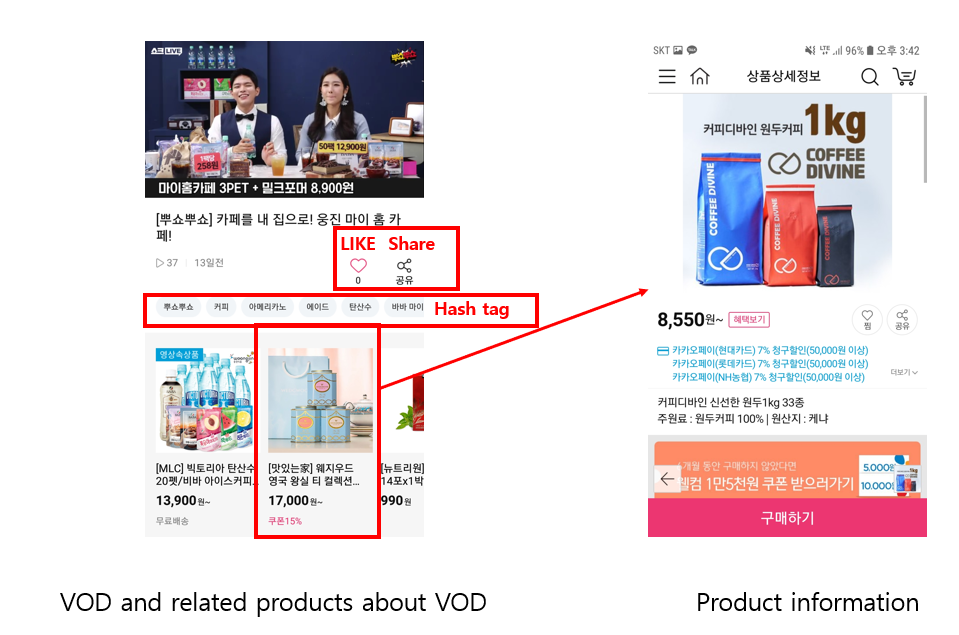 쇼크LIVE
뿌쇼뿌쇼
1팩당
258원
50팩 12,900원
마이홈카페 3PET + 밀크포머 8,900원
[뿌쇼뿌쇼] 카페를 내 집으로! 웅진 마이 홈 카
페!
LIKE Share
37 | 13일전
0 공유
뿌쇼뿌쇼 커피 아메리카노 에이드 탄산수 바바 마이
Hash tag
영상속상품
[MLC] 빅토리아 탄산수
20펫/비바 아이스커피...
13,900원~
무료배송
[맛있는家] 웨지우드
영국 왕실 티 컬렉션...
17,000원~
쿠폰15%
[뉴트리원]
14포x1박
990원
VOD and related products about VOD
SKT 96% 오후 3:42
상품상세정보
커피디바인 원두커피 1kg
COFFEE
DIVINE
COFFEE DIVINE
COFFEE DIVINE
COFFEE DIVINE
8,550원~ 혜택보기
찜 공유
카카오페이(현대카드) 7% 청구할인(50,000원 이상)
카카오페이(롯데카드) 7% 청구할인(50,000원 이상)
카카오페이(NH농협) 7% 청구할인(50,000원 이상)
더보기
커피디바인 신선한 원두1kg 33종
주원료 : 원두커피 100% | 원산지 : 케냐
개월 동안 구매하지 않았다면
웰컴 1만5천원 쿠폰 받으러가기
5,000원
10,000원
구매하기
Product information